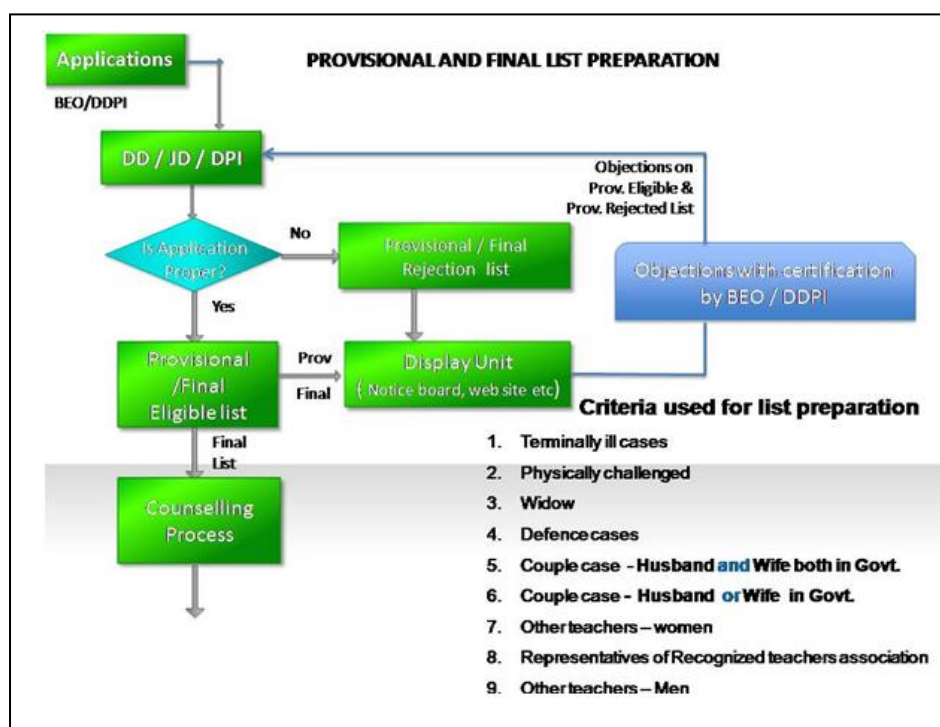 Applications
PROVISIONAL AND FINAL LIST PREPARATION
BEO/DDPI
DD / JD / DPI
Objections on
Prov. Eligible &
Prov. Rejected List
Is Application
Proper?
No
Provisional / Final
Rejection list
Objections with certification
by BEO / DDPI
Yes
Provisional
/Final
Eligible list
Prov
Final
Display Unit
( Notice board, web site etc)
Final
List
Counselling
Process
Criteria used for list preparation
1. Terminally ill cases
2. Physically challenged
3. Widow
4. Defence cases
5. Couple case - Husband and Wife both in Govt.
6. Couple case - Husband or Wife in Govt.
7. Other teachers – women
8. Representatives of Recognized teachers association
9. Other teachers – Men